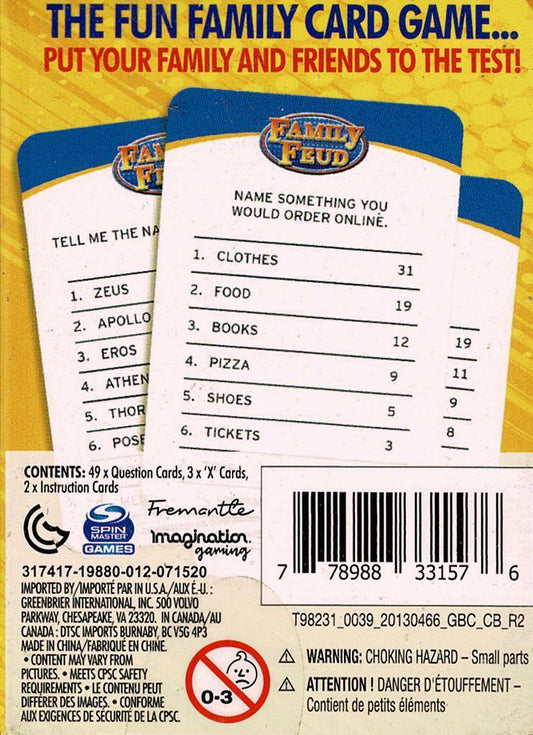 THE FUN FAMILY CARD GAME...
PUT YOUR FAMILY AND FRIENDS TO THE TEST!
FAMILY
FEUD
TELL ME THE NA
1. ZEUS
2. APOLLO
3. EROS
4. ATHEN
5. THOR
6. POSE
FAMILY
FEUD
NAME SOMETHING YOU
WOULD ORDER ONLINE.
1. CLOTHES 31
2. FOOD 19
3. BOOKS 12
4. PIZZA 9
5. SHOES 5
6. TICKETS 3
19
11
9
8
CONTENTS: 49 x Question Cards, 3 x 'X' Cards,
2 x Instruction Cards
SPIN
MASTER
GAMES
Fremantle
Imagination
gaming
317417-19880-012-071520
IMPORTED BY/IMPORTÉ PAR IN U.S.A./AUX É.-U. :
GREENBRIER INTERNATIONAL, INC. 500 VOLVO
PARKWAY, CHESAPEAKE, VA 23320. IN CANADA/AU
CANADA : DTSC IMPORTS BURNABY, BC V5G 4P3
MADE IN CHINA/FABRIQUÉ EN CHINE.
• CONTENT MAY VARY FROM
PICTURES. • MEETS CPSC SAFETY
REQUIREMENTS • LE CONTENU PEUT
DIFFÉRER DES IMAGES. • CONFORME
AUX EXIGENCES DE SÉCURITÉ DE LA CPSC.
0-3
7 78988 33157 6
T98231_0039_20130466_GBC_CB_R2
WARNING: CHOKING HAZARD – Small parts
ATTENTION ! DANGER D'ÉTOUFFEMENT –
Contient de petits éléments